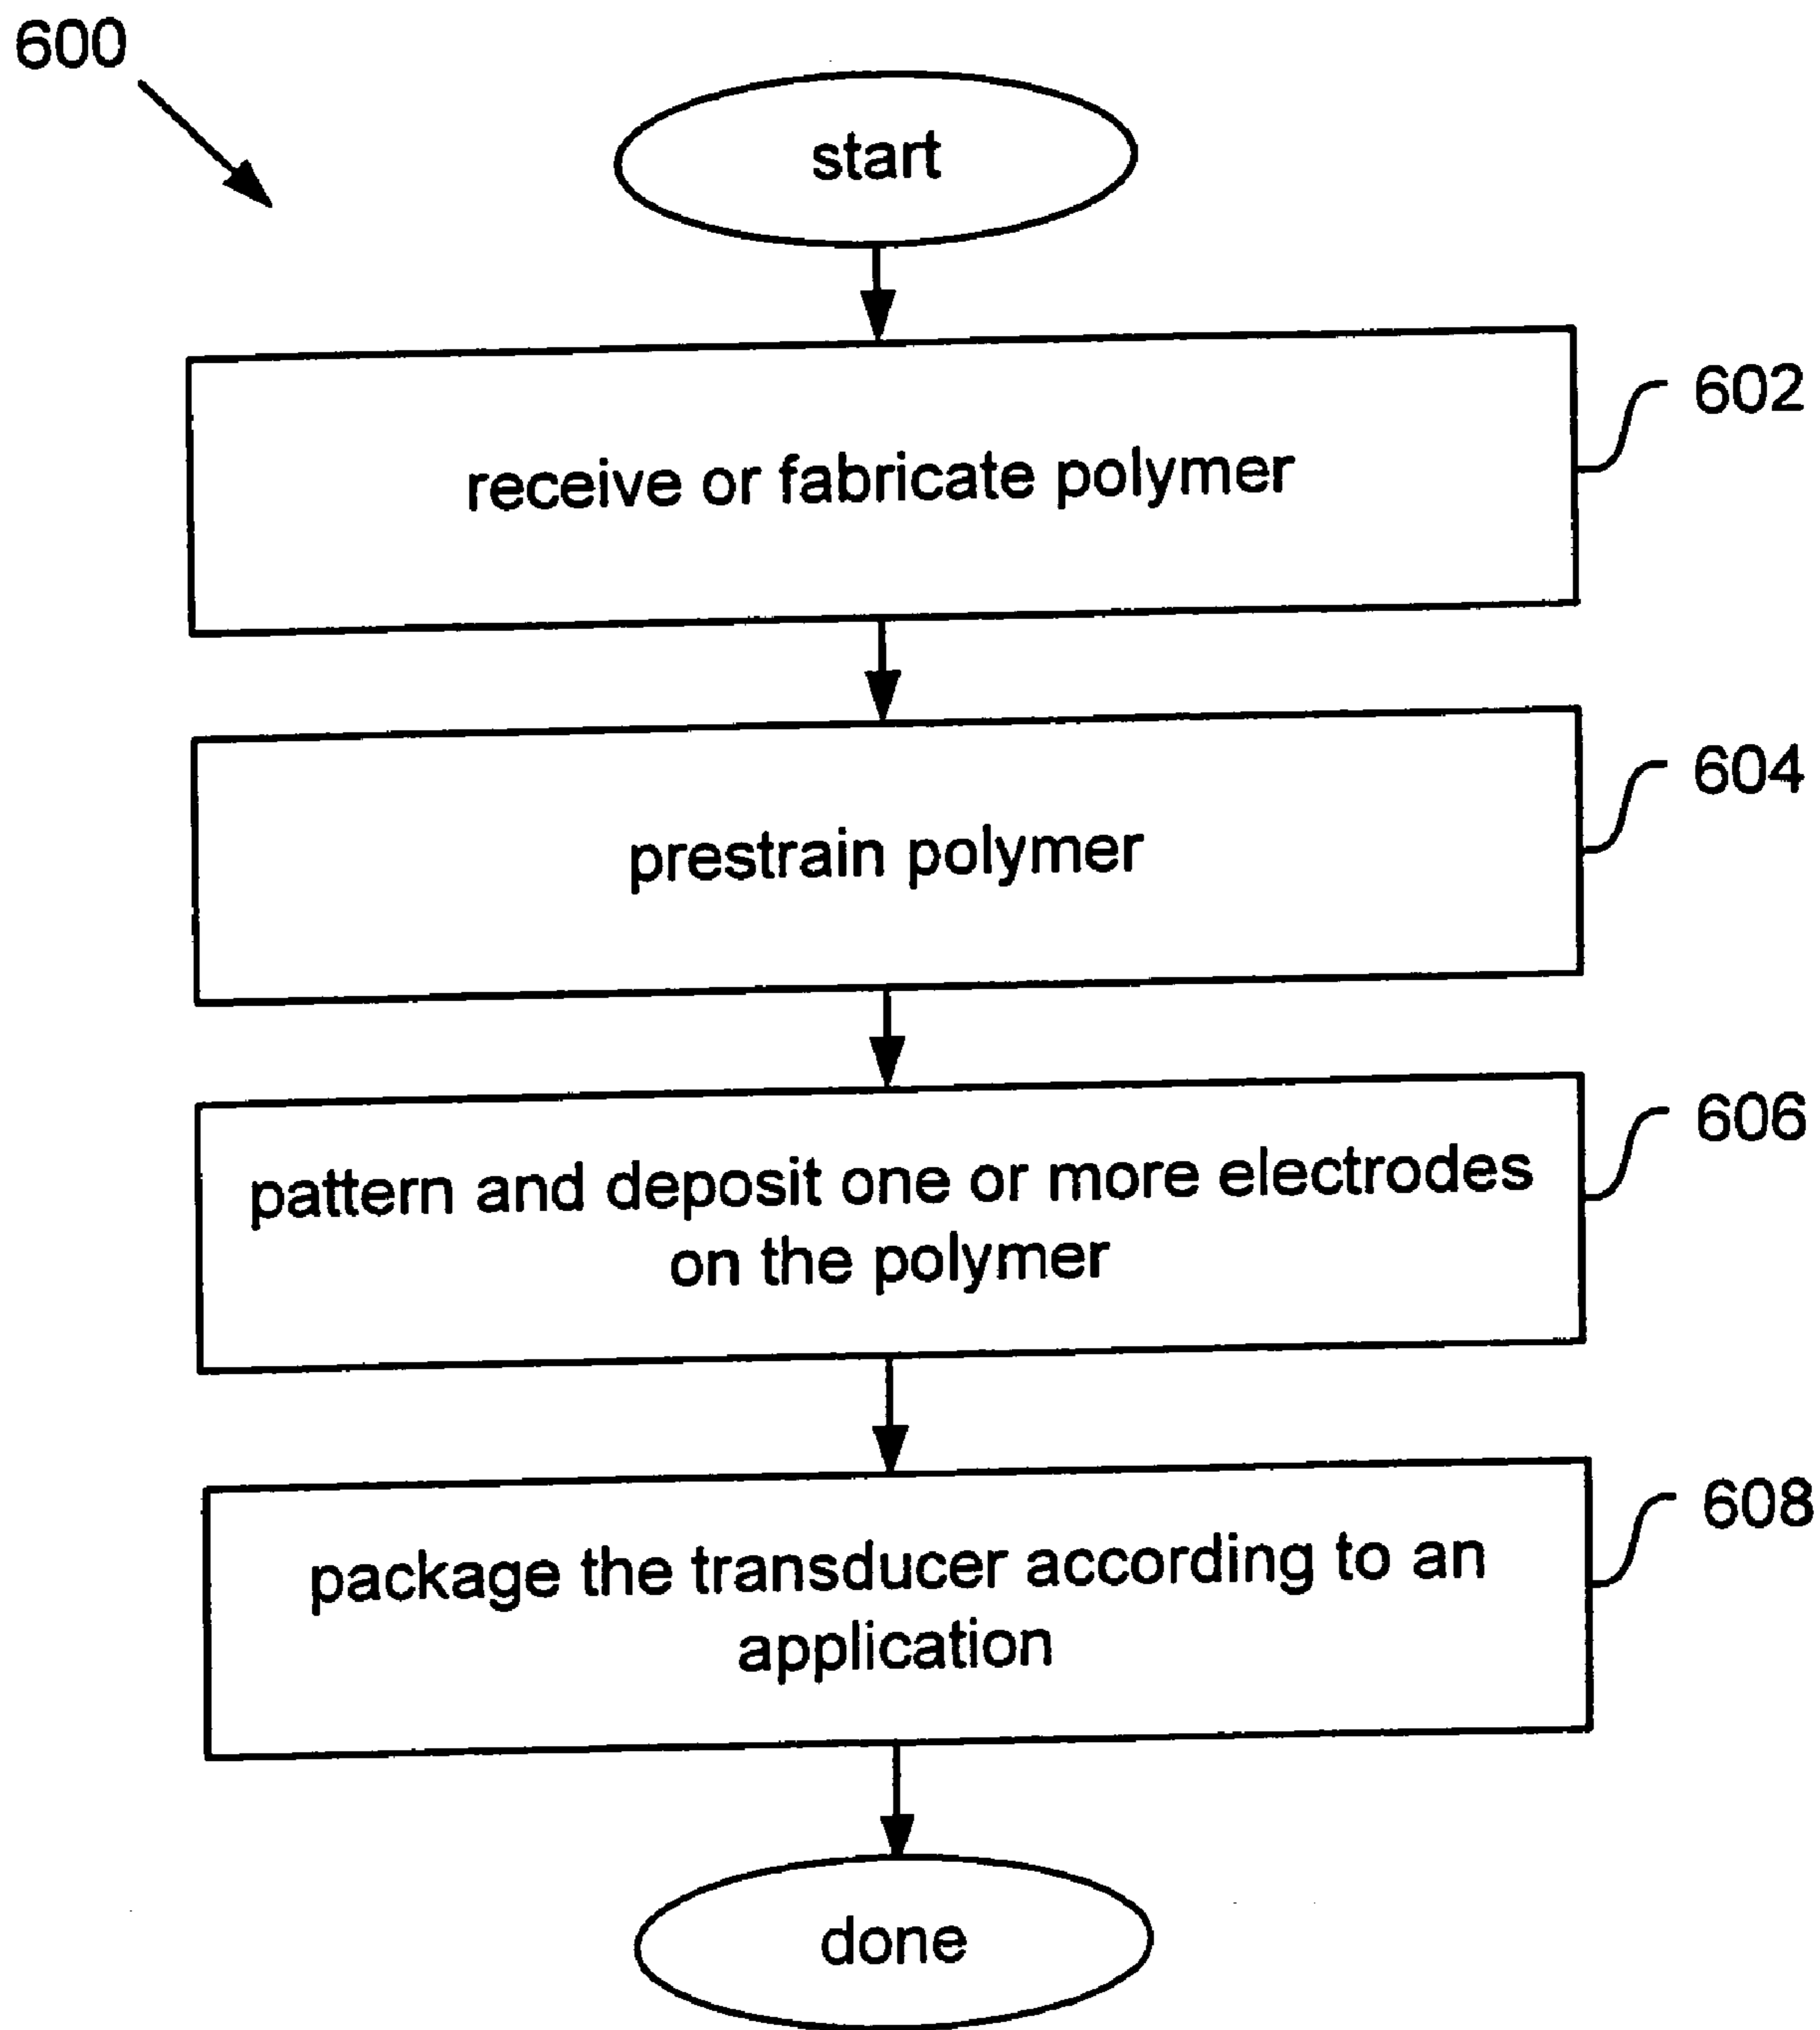 600
start
602
receive or fabricate polymer
604
prestrain polymer
606
pattern and deposit one or more electrodes
on the polymer
608
package the transducer according to an
application
done